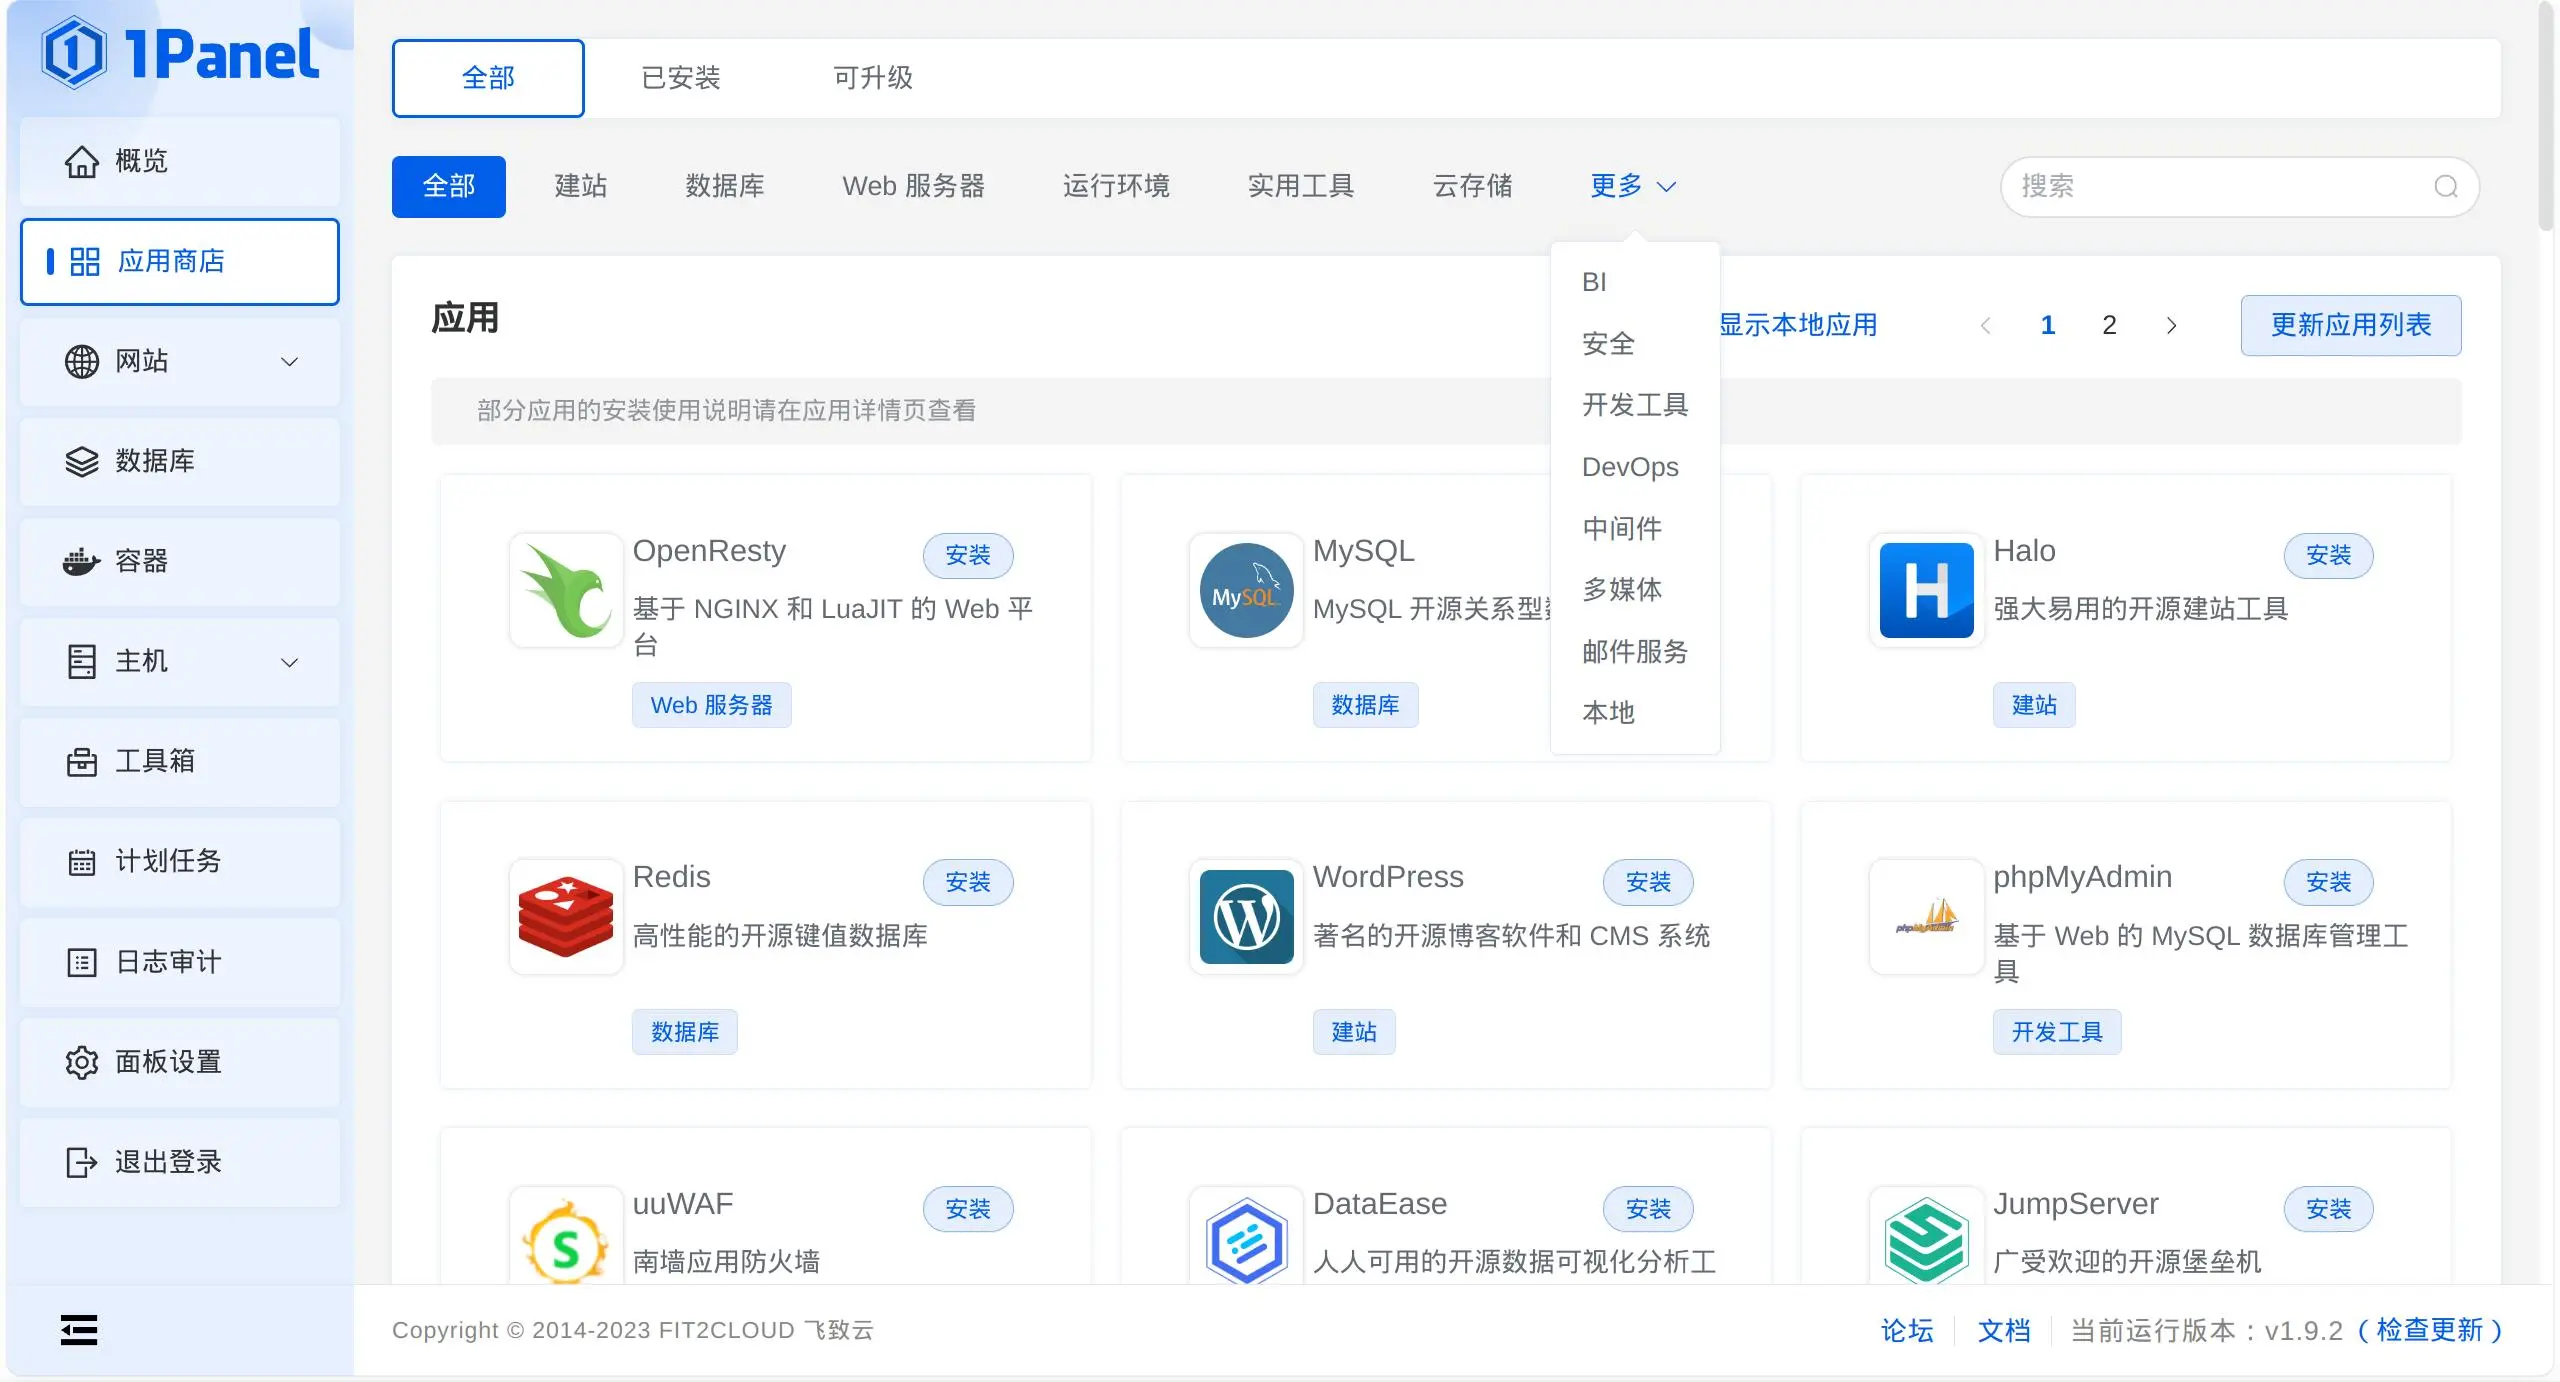 1Panel
概览
应用商店
网站
数据库
容器
主机
工具箱
计划任务
日志审计
面板设置
退出登录
全部
已安装
可升级
全部
建站
数据库
Web 服务器
运行环境
实用工具
云存储
更多
搜索
BI
安全
开发工具
DevOps
中间件
多媒体
邮件服务
本地
应用
显示本地应用
1
2
更新应用列表
部分应用的安装使用说明请在应用详情页查看
OpenResty
安装
基于 NGINX 和 LuaJIT 的 Web 平
台
Web 服务器
MySQL
MySQL
MySQL 开源关系型
数据库
Halo
安装
强大易用的开源建站工具
建站
Redis
安装
高性能的开源键值数据库
数据库
WordPress
安装
著名的开源博客软件和 CMS 系统
建站
phpMyAdmin
phpMyAdmin
安装
基于 Web 的 MySQL 数据库管理工
具
开发工具
S
uuWAF
安装
南墙应用防火墙
DataEase
安装
人人可用的开源数据可视化分析工
JumpServer
安装
广受欢迎的开源堡垒机
Copyright © 2014-2023 FIT2CLOUD 飞致云
论坛
文档
当前运行版本：v1.9.2（检查更新）